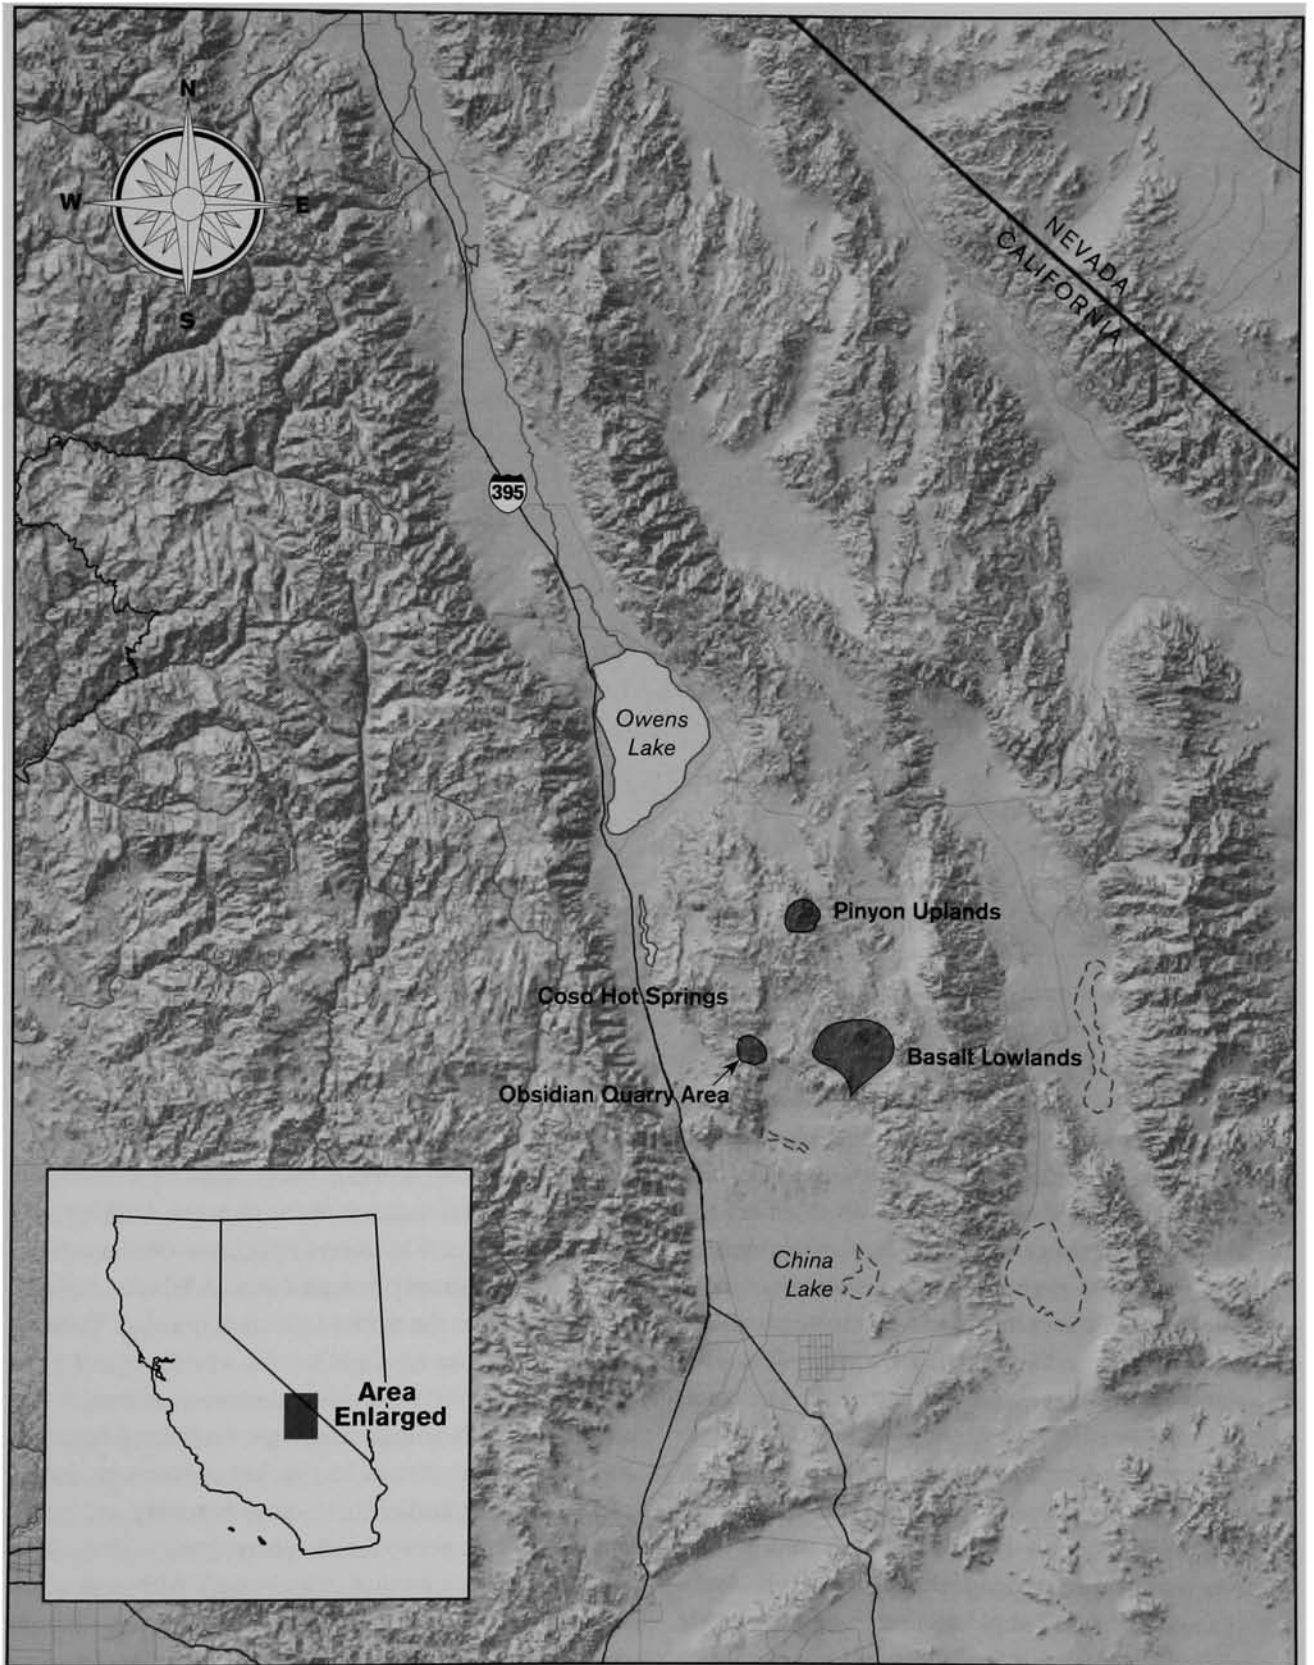 N
W
E
S
NEVADA
CALIFORNIA
395
Owens
Lake
Pinyon Uplands
Coso Hot Springs
Basalt Lowlands
Obsidian Quarry Area
China
Lake
Area
Enlarged